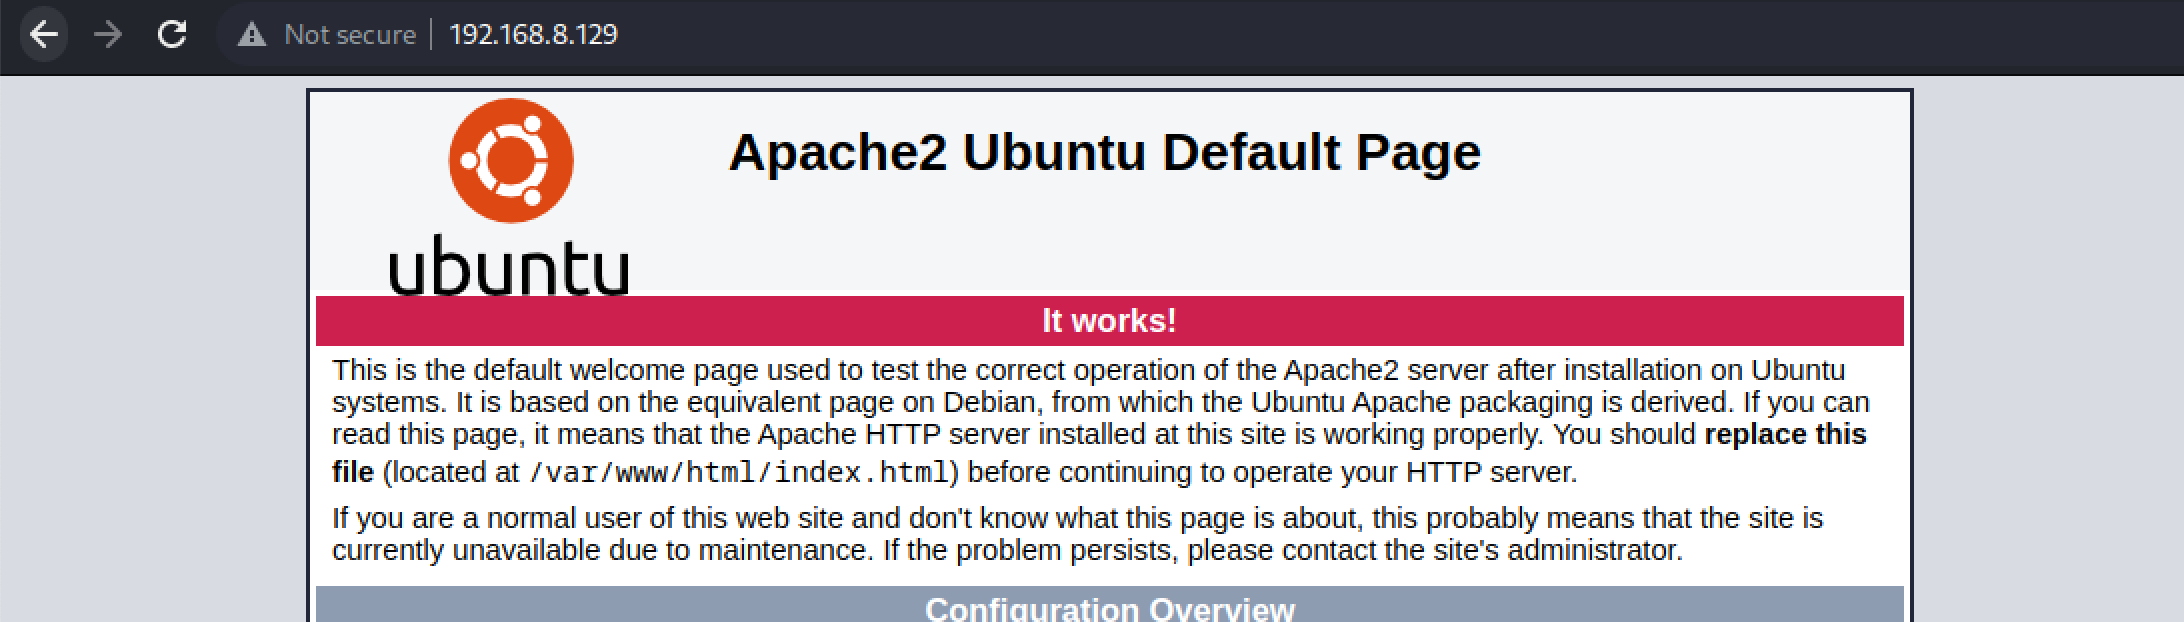 Not secure 192.168.8.129
ubuntu
Apache2 Ubuntu Default Page
It works!
This is the default welcome page used to test the correct operation of the Apache2 server after installation on Ubuntu
systems. It is based on the equivalent page on Debian, from which the Ubuntu Apache packaging is derived. If you can
read this page, it means that the Apache HTTP server installed at this site is working properly. You should replace this
file (located at /var/www/html/index.html) before continuing to operate your HTTP server.
If you are a normal user of this web site and don't know what this page is about, this probably means that the site is
currently unavailable due to maintenance. If the problem persists, please contact the site's administrator.
Configuration Overview